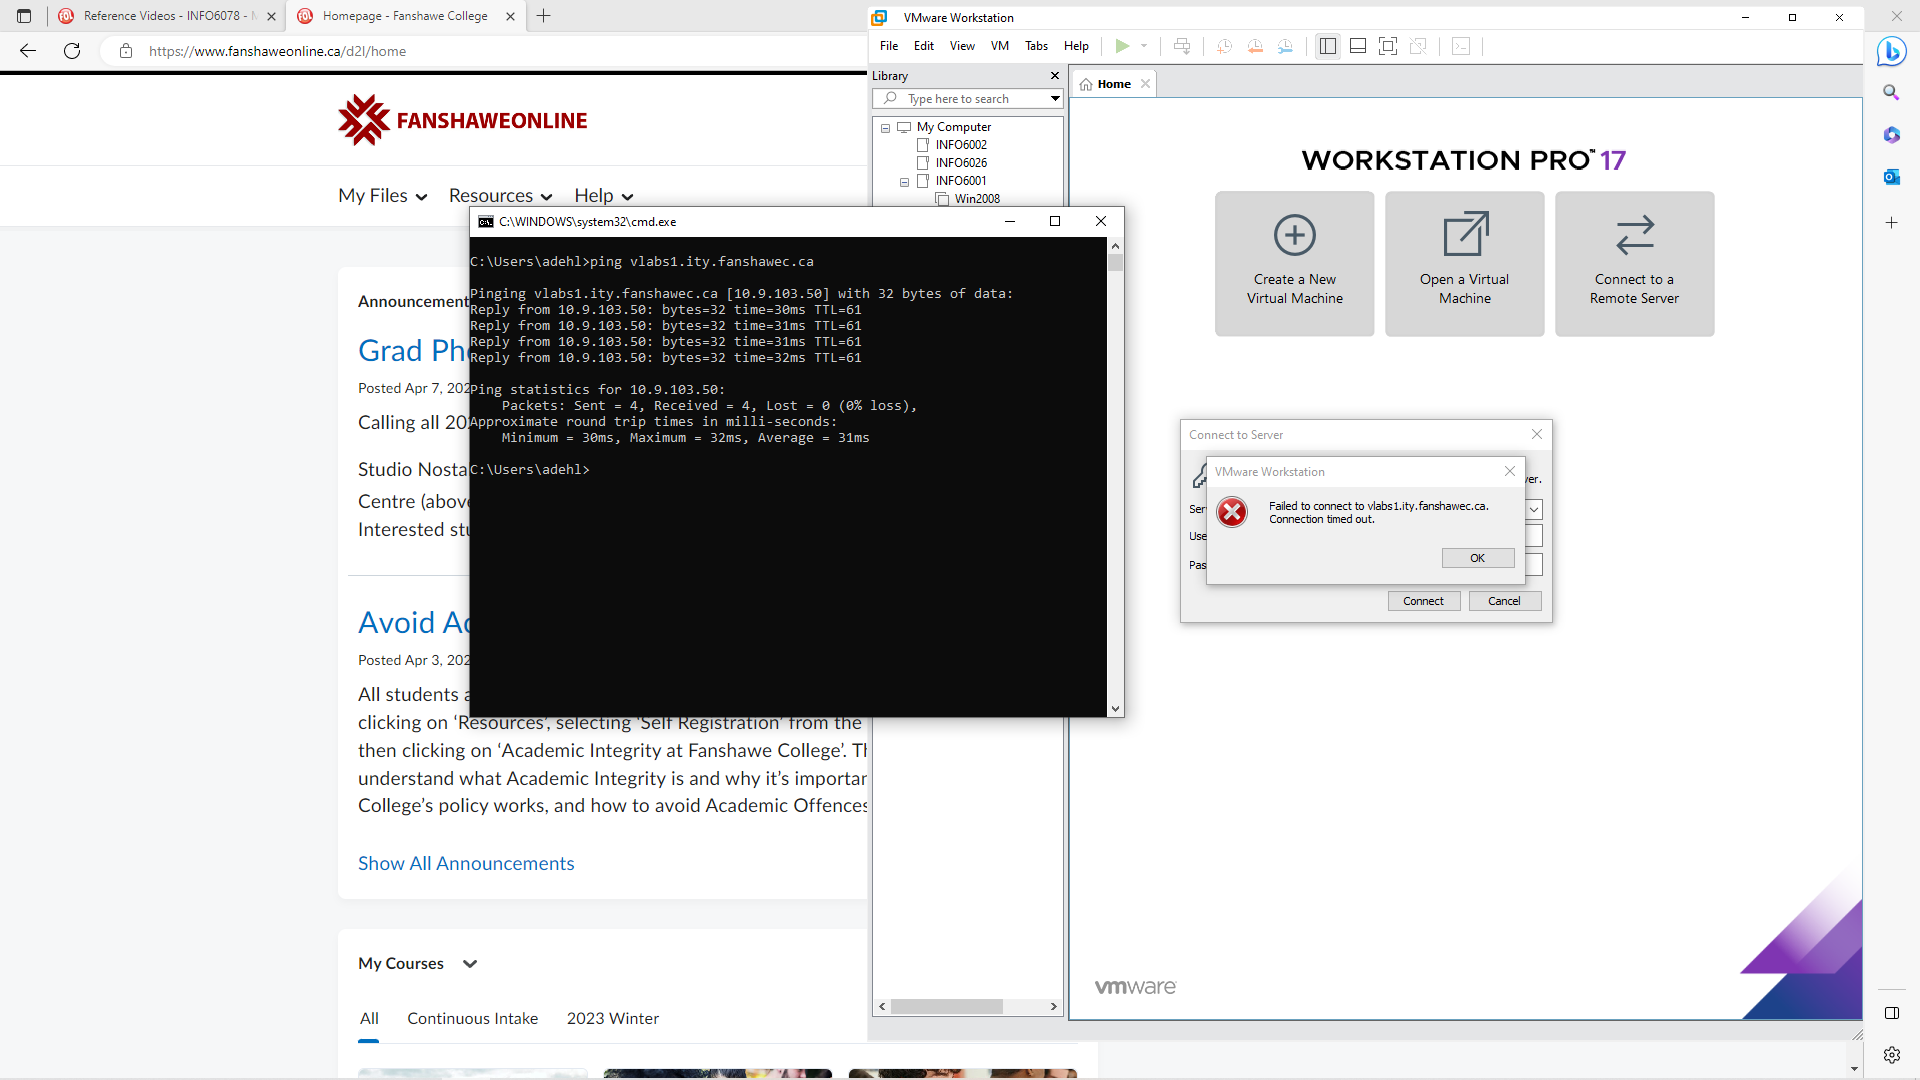 Reference Videos - INFO6078 -
Homepage - Fanshawe College
https://www.fanshaweonline.ca/d2l/home
FANSHAWEONLINE
My Files
Resources
Help
Announcement
Grad Pho
Posted Apr 7, 202
Calling all 20
Studio Nosta
Centre (above
Interested stu
Avoid Ac
Posted Apr 3, 202
All students a
clicking on ‘Resources’, selecting ‘Self Registration’ from the
then clicking on ‘Academic Integrity at Fanshawe College’. Th
understand what Academic Integrity is and why it’s importan
College’s policy works, and how to avoid Academic Offences
Show All Announcements
My Courses
All
Continuous Intake
2023 Winter
C:\WINDOWS\system32\cmd.exe
C:\Users\adehl>ping vlabs1.ity.fanshawec.ca
Pinging vlabs1.ity.fanshawec.ca [10.9.103.50] with 32 bytes of data:
Reply from 10.9.103.50: bytes=32 time=30ms TTL=61
Reply from 10.9.103.50: bytes=32 time=31ms TTL=61
Reply from 10.9.103.50: bytes=32 time=31ms TTL=61
Reply from 10.9.103.50: bytes=32 time=32ms TTL=61
Ping statistics for 10.9.103.50:
Packets: Sent = 4, Received = 4, Lost = 0 (0% loss),
Approximate round trip times in milli-seconds:
Minimum = 30ms, Maximum = 32ms, Average = 31ms
C:\Users\adehl>
VMware Workstation
File Edit View VM Tabs Help
Library
Type here to search
My Computer
INFO6002
INFO6026
INFO6001
Win2008
Home
WORKSTATION PRO™ 17
Create a New
Virtual Machine
Open a Virtual
Machine
Connect to a
Remote Server
Connect to Server
ver.
Ser
Use
Pas
VMware Workstation
Failed to connect to vlabs1.ity.fanshawec.ca.
Connection timed out.
OK
Connect
Cancel
vmware